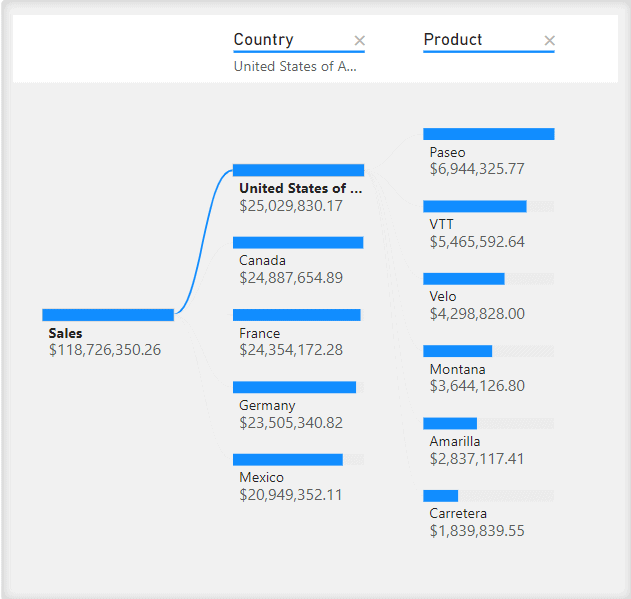 Country
Product
United States of A...
Sales
$118,726,350.26
United States of ...
$25,029,830.17
Canada
$24,887,654.89
France
$24,354,172.28
Germany
$23,505,340.82
Mexico
$20,949,352.11
Paseo
$6,944,325.77
VTT
$5,465,592.64
Velo
$4,298,828.00
Montana
$3,644,126.80
Amarilla
$2,837,117.41
Carretera
$1,839,839.55